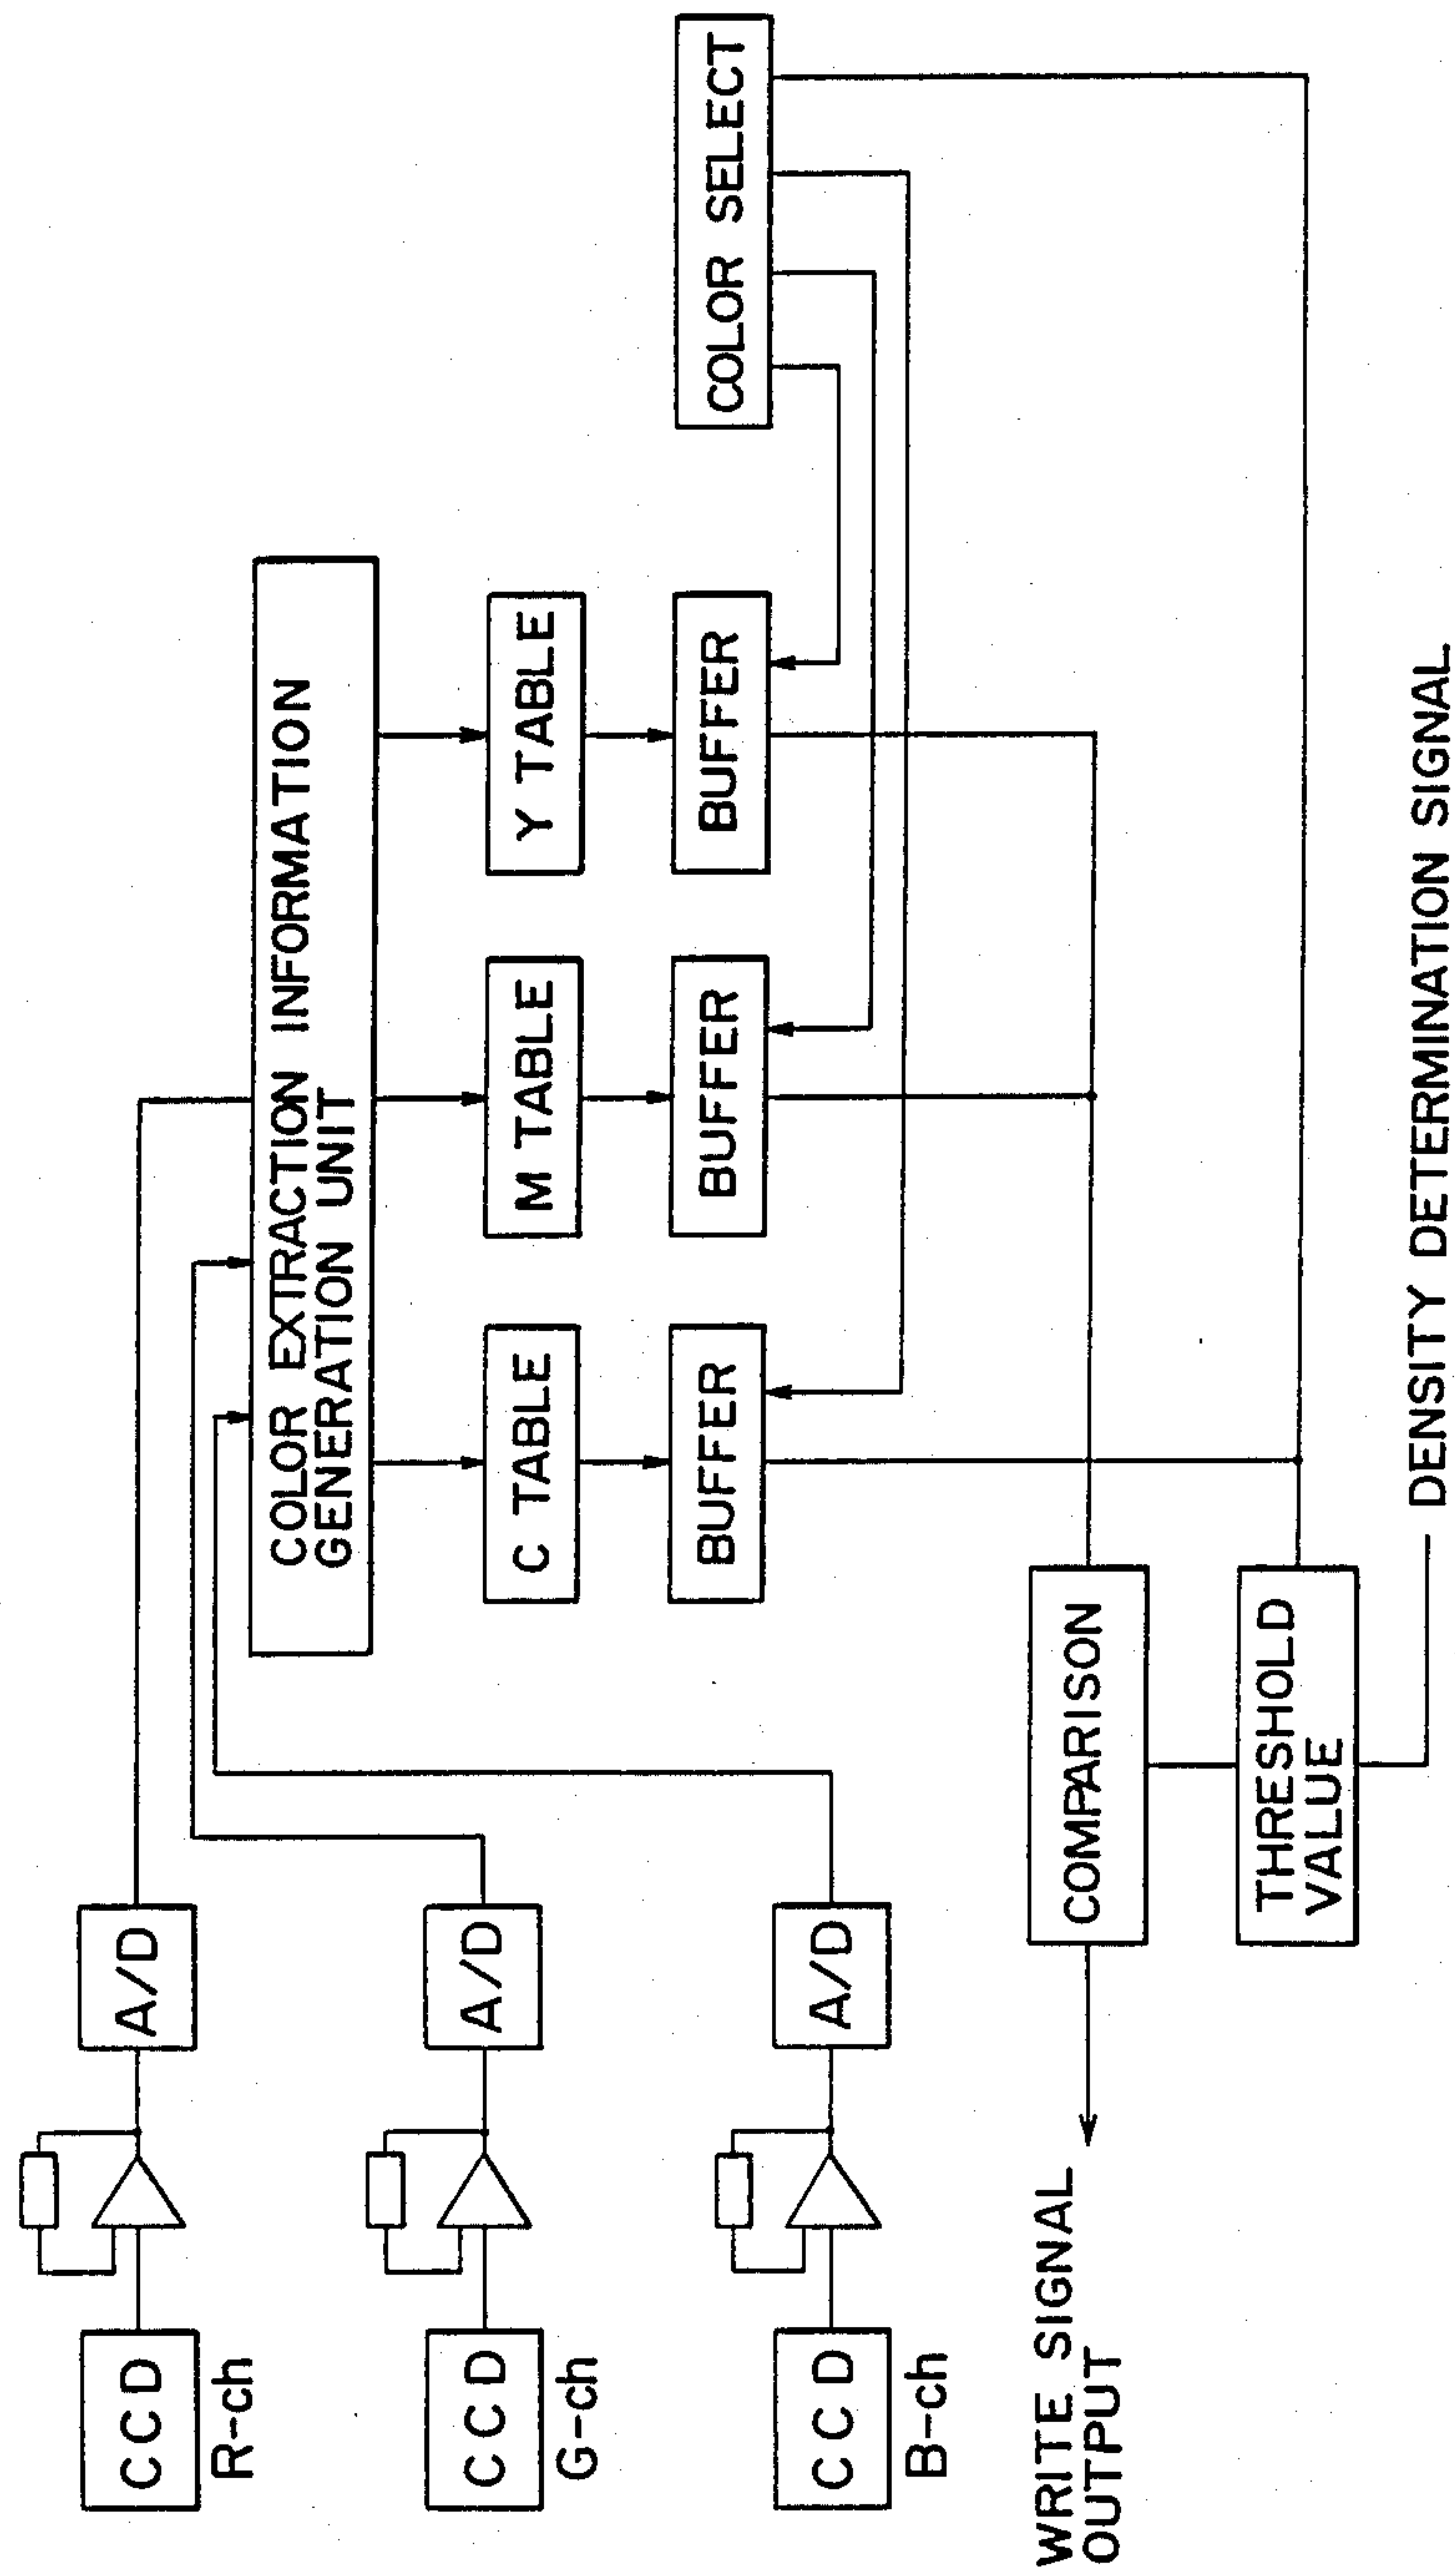 CCD
R-ch
A/D
CCD
G-ch
A/D
CCD
B-ch
A/D
COLOR EXTRACTION INFORMATION
GENERATION UNIT
C TABLE
M TABLE
Y TABLE
BUFFER
BUFFER
BUFFER
COLOR SELECT
WRITE SIGNAL
OUTPUT
COMPARISON
THRESHOLD
VALUE
DENSITY DETERMINATION SIGNAL